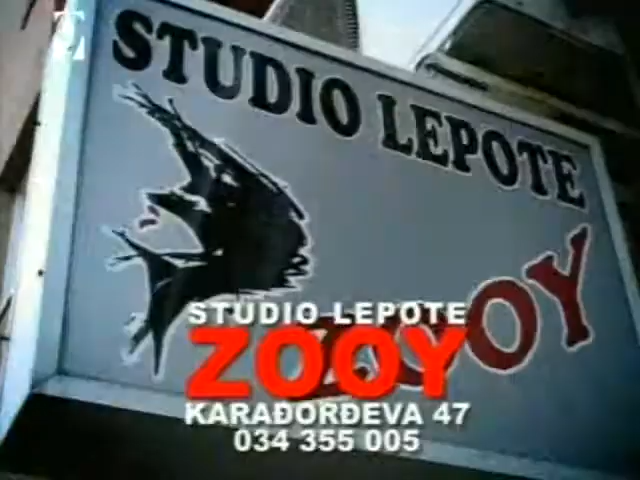 STUDIO LEPOTE
ZOOY
STUDIO LEPOTE
ZOOY
KARAĐORĐEVA 47
034 355 005